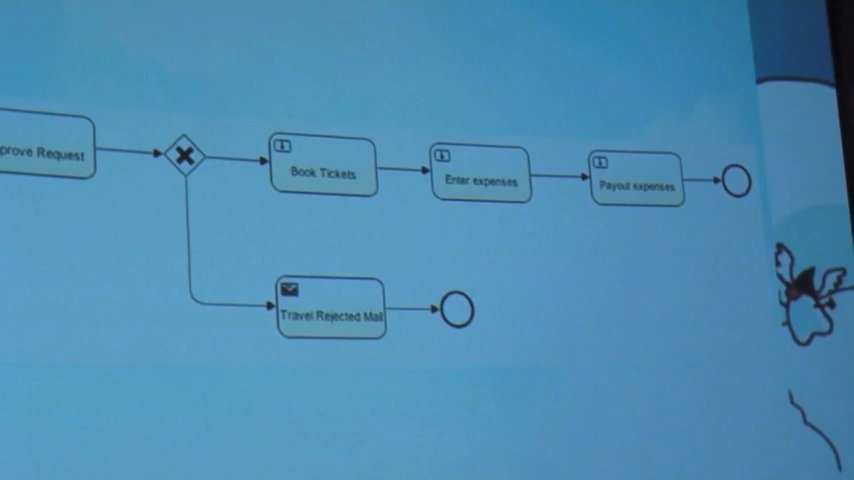 prove Request
Book Tickets
Enter expenses
Payout expenses
Travel Rejected Mail